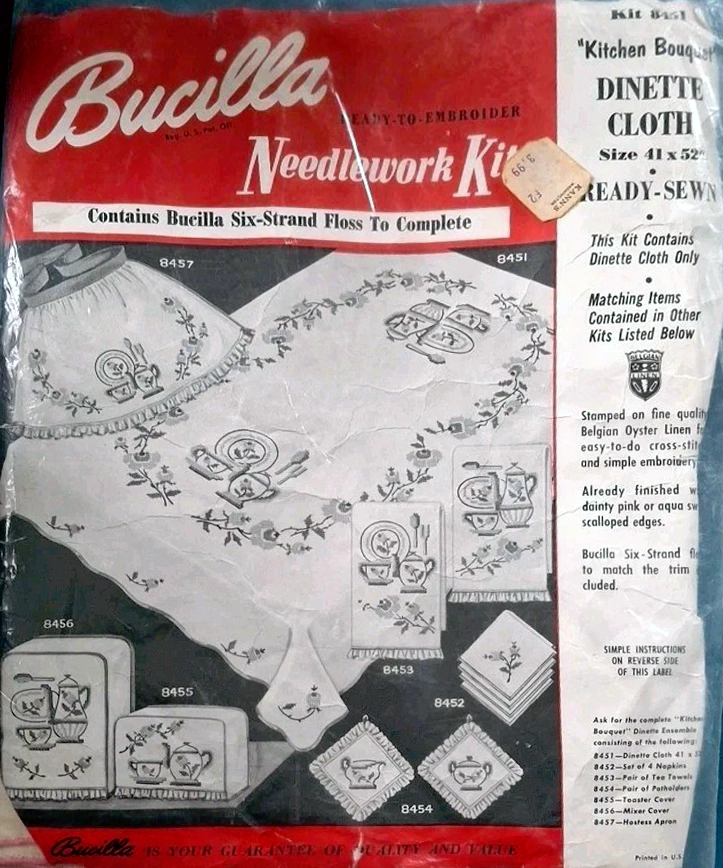 Bucilla
Reg. U. S. Pat. Off.
READY-TO-EMBROIDER
Needlework Kit
Contains Bucilla Six-Strand Floss To Complete
3.99
F2
KANN'S
Kit 8451
"Kitchen Bouquet"
DINETTE
CLOTH
Size 41 x 52"
READY-SEWN
This Kit Contains
Dinette Cloth Only
Matching Items
Contained in Other
Kits Listed Below
BELGIAN
LINEN
Stamped on fine quality
Belgian Oyster Linen
easy-to-do cross-stitch
and simple embroidery
Already finished
dainty pink or aqua
scalloped edges.
Bucilla Six-Strand
to match the trim
cluded.
SIMPLE INSTRUCTIONS
ON REVERSE SIDE
OF THIS LABEL
Ask for the complete "Kitchen
Bouquet" Dinette Ensemble
consisting of the following:
8451—Dinette Cloth 41 x 52
8452—Set of 4 Napkins
8453—Pair of Tea Towels
8454—Pair of Potholders
8455—Toaster Cover
8456—Mixer Cover
8457—Hostess Apron
Printed in U.S.
8457
8451
8456
8455
8453
8452
8454
Bucilla IS YOUR GUARANTEE OF QUALITY AND VALUE